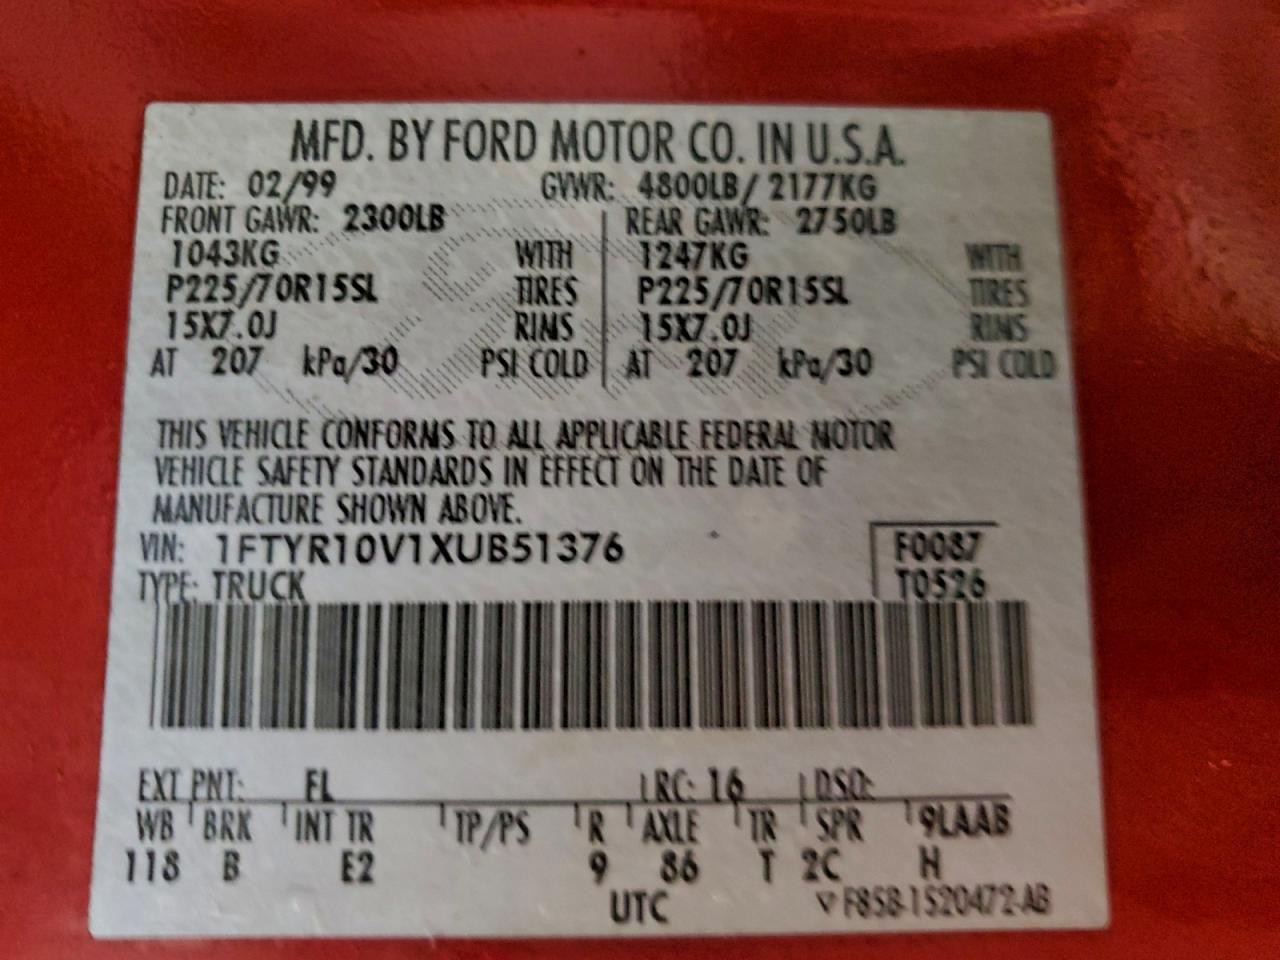 MFD. BY FORD MOTOR CO. IN U.S.A.
DATE: 02/99 GVWR: 4800LB/ 2177KG
FRONT GAWR: 2300LB REAR GAWR: 2750LB
1043KG WITH 1247KG WITH
P225/70R15SL TIRES P225/70R15SL TIRES
15X7.0J RIMS 15X7.0J RIMS
AT 207 kPa/30 PSI COLD AT 207 kPa/30 PSI COLD
THIS VEHICLE CONFORMS TO ALL APPLICABLE FEDERAL MOTOR
VEHICLE SAFETY STANDARDS IN EFFECT ON THE DATE OF
MANUFACTURE SHOWN ABOVE.
VIN: 1FTYR10V1XUB51376 F0087
TYPE: TRUCK T0526
EXT PNT: FL RC: 16 DSO:
WB BRK INT TR TP/PS R AXLE TR SPR 9LAAB
118 B E2 9 86 T 2C H
UTC F85B-1520472-AB